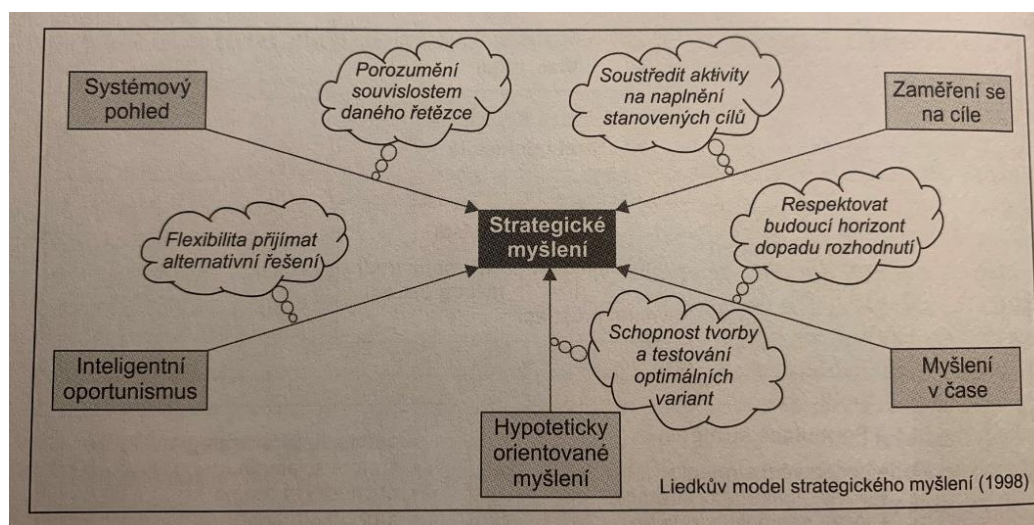 Systémový
pohled
Porozumění
souvislostem
daného řetězce
Soustředit aktivity
na naplnění
stanovených cílů
Zaměření se
na cíle
Flexibilita přijímat
alternativní řešení
Strategické
myšlení
Respektovat
budoucí horizont
dopadu rozhodnutí
Inteligentní
oportunismus
Hypoteticky
orientované
myšlení
Schopnost tvorby
a testování
optimálních
variant
Myšlení
v čase
Liedkův model strategického myšlení (1998)